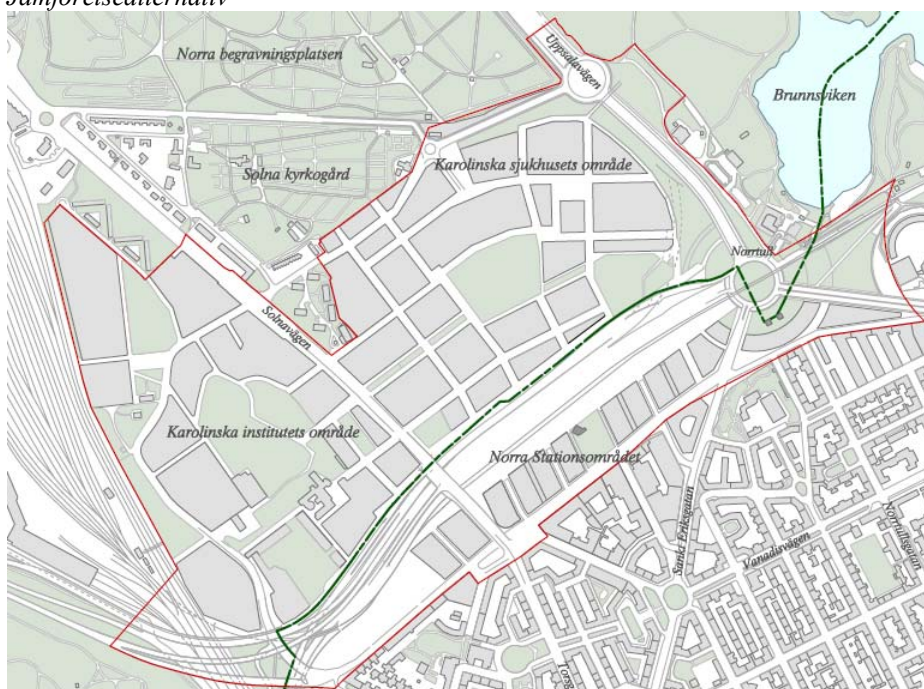 Jämförelsealternativ
Norra begravningsplatsen
Uppsalavägen
Brunnsviken
Solna kyrkogård
Karolinska sjukhusets område
Norrtull
Solnavägen
Karolinska institutets område
Norra Stationsområdet
Sankt Eriksgatan
Vanadisvägen
Norrtullsgatan